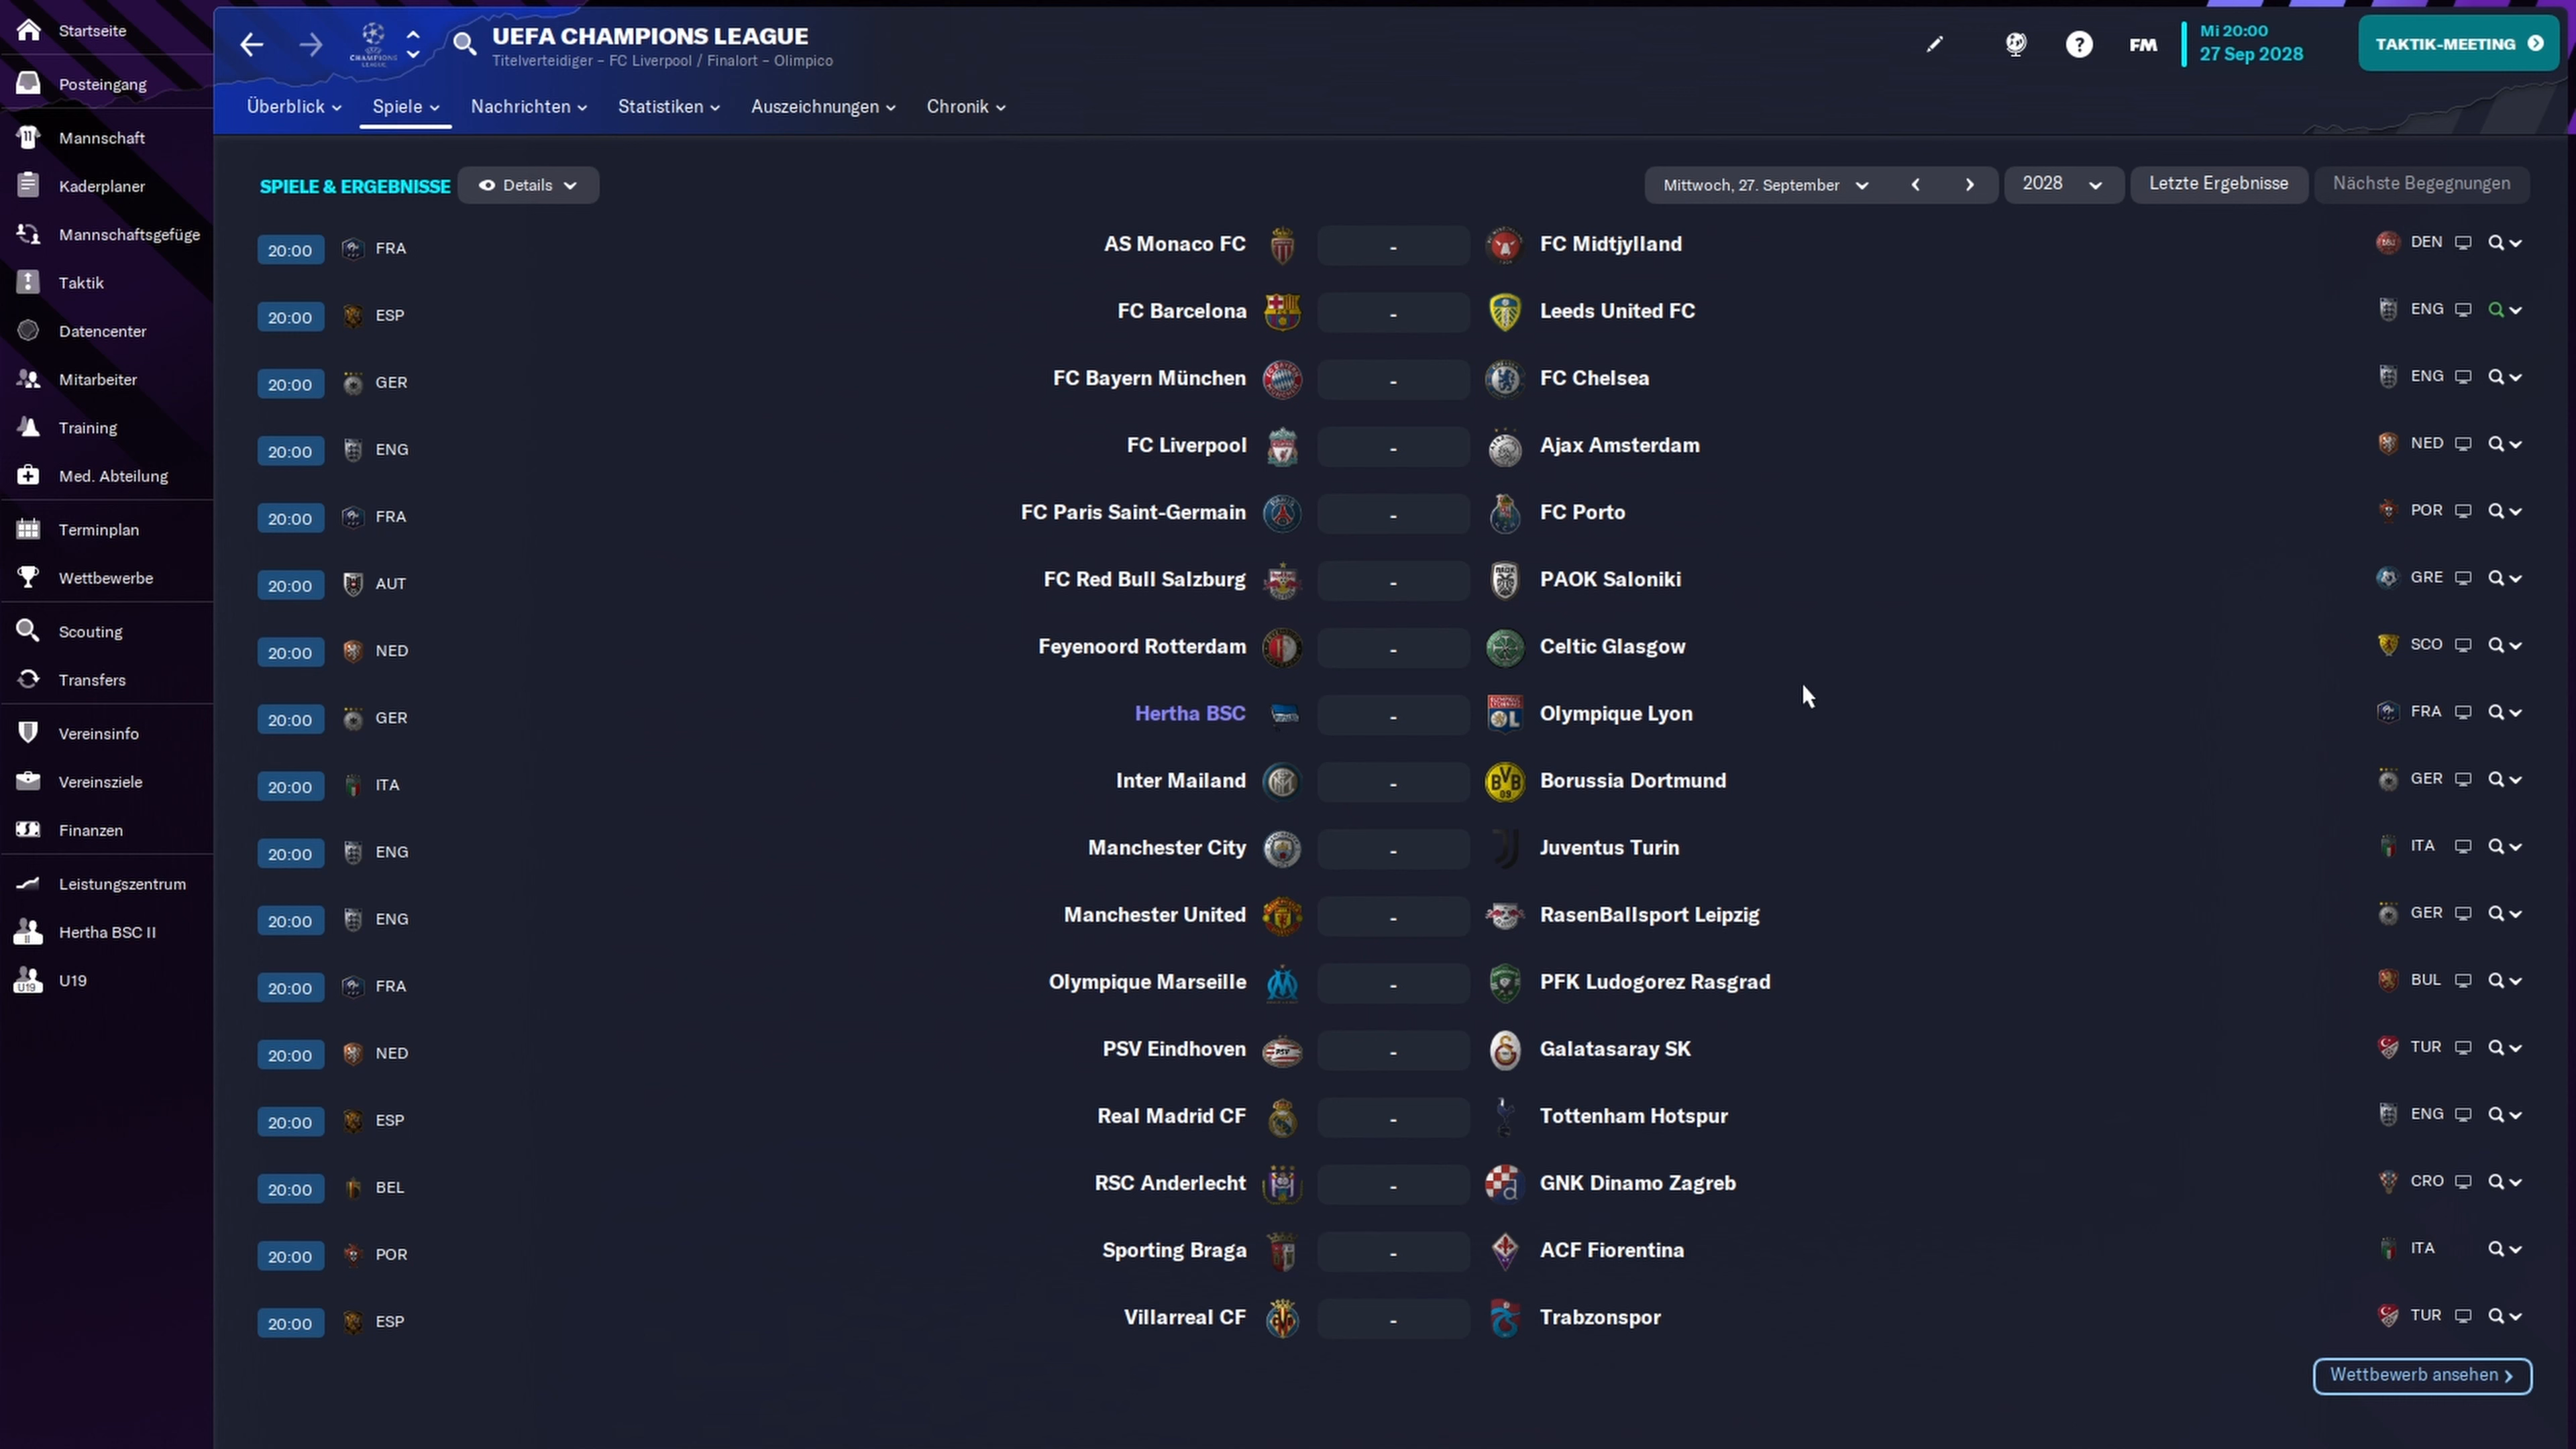 Startseite
Posteingang
Mannschaft
Kaderplaner
Mannschaftsgefüge
Taktik
Datencenter
Mitarbeiter
Training
Med. Abteilung
Terminplan
Wettbewerbe
Scouting
Transfers
Vereinsinfo
Vereinsziele
Finanzen
Leistungszentrum
Hertha BSC II
U19
UEFA CHAMPIONS LEAGUE
Titelverteidiger – FC Liverpool / Finalort – Olimpico
FM
Mi 20:00
27 Sep 2028
TAKTIK-MEETING
Überblick Spiele Nachrichten Statistiken Auszeichnungen Chronik
SPIELE & ERGEBNISSE Details Mittwoch, 27. September 2028 Letzte Ergebnisse Nächste Begegnungen
20:00 FRA AS Monaco FC - FC Midtjylland DEN
20:00 ESP FC Barcelona - Leeds United FC ENG
20:00 GER FC Bayern München - FC Chelsea ENG
20:00 ENG FC Liverpool - Ajax Amsterdam NED
20:00 FRA FC Paris Saint-Germain - FC Porto POR
20:00 AUT FC Red Bull Salzburg - PAOK Saloniki GRE
20:00 NED Feyenoord Rotterdam - Celtic Glasgow SCO
20:00 GER Hertha BSC - Olympique Lyon FRA
20:00 ITA Inter Mailand - Borussia Dortmund GER
20:00 ENG Manchester City - Juventus Turin ITA
20:00 ENG Manchester United - RasenBallsport Leipzig GER
20:00 FRA Olympique Marseille - PFK Ludogorez Rasgrad BUL
20:00 NED PSV Eindhoven - Galatasaray SK TUR
20:00 ESP Real Madrid CF - Tottenham Hotspur ENG
20:00 BEL RSC Anderlecht - GNK Dinamo Zagreb CRO
20:00 POR Sporting Braga - ACF Fiorentina ITA
20:00 ESP Villarreal CF - Trabzonspor TUR
Wettbewerb ansehen